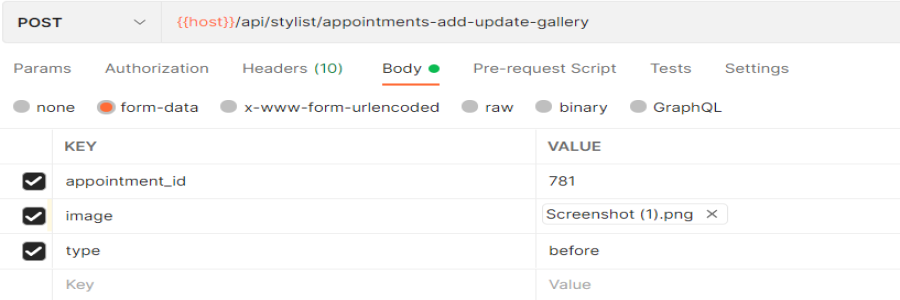 POST {{host}}/api/stylist/appointments-add-update-gallery
Params Authorization Headers (10) Body Pre-request Script Tests Settings
none form-data x-www-form-urlencoded raw binary GraphQL
KEY VALUE
appointment_id 781
image Screenshot (1).png ×
type before
Key Value